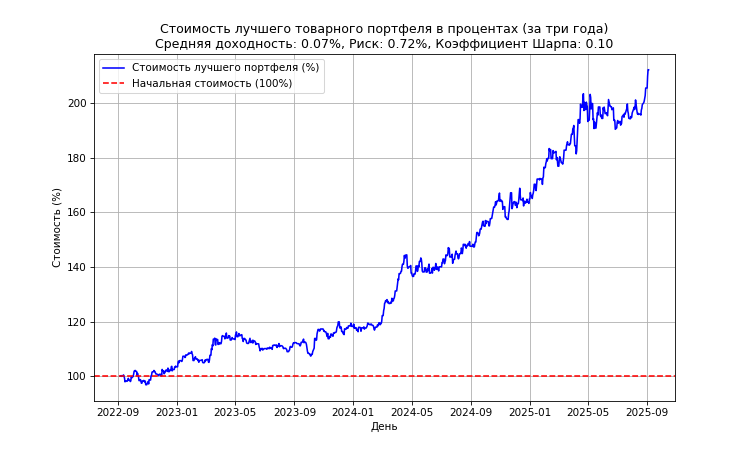 Стоимость лучшего товарного портфеля в процентах (за три года)
Средняя доходность: 0.07%, Риск: 0.72%, Коэффициент Шарпа: 0.10
Стоимость лучшего портфеля (%)
Начальная стоимость (100%)
Стоимость (%)
200
180
160
140
120
100
2022-09 2023-01 2023-05 2023-09 2024-01 2024-05 2024-09 2025-01 2025-05 2025-09
День